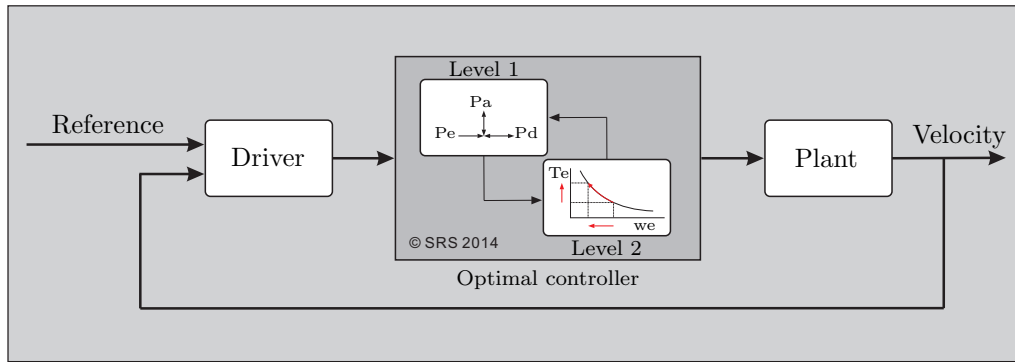 Reference
Driver
Level 1
Pa
Pe
Pd
Te
we
Level 2
© SRS 2014
Optimal controller
Plant
Velocity